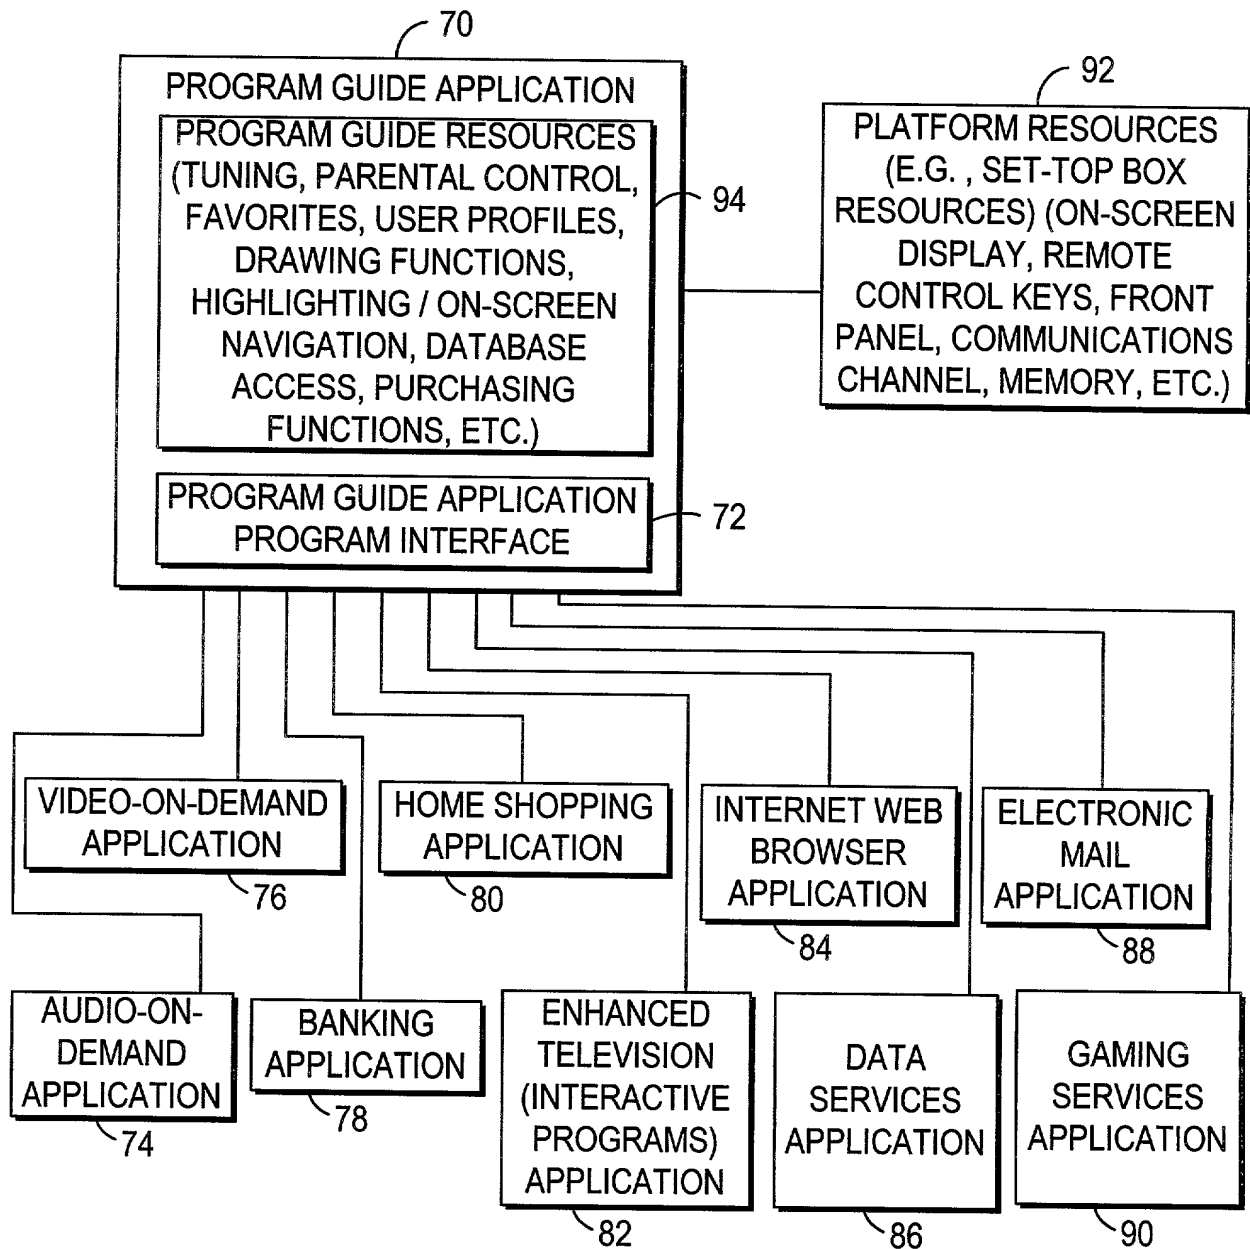 70
PROGRAM GUIDE APPLICATION
PROGRAM GUIDE RESOURCES
(TUNING, PARENTAL CONTROL,
FAVORITES, USER PROFILES,
DRAWING FUNCTIONS,
HIGHLIGHTING / ON-SCREEN
NAVIGATION, DATABASE
ACCESS, PURCHASING
FUNCTIONS, ETC.)
94
PROGRAM GUIDE APPLICATION
PROGRAM INTERFACE
72
92
PLATFORM RESOURCES
(E.G. , SET-TOP BOX
RESOURCES) (ON-SCREEN
DISPLAY, REMOTE
CONTROL KEYS, FRONT
PANEL, COMMUNICATIONS
CHANNEL, MEMORY, ETC.)
VIDEO-ON-DEMAND
APPLICATION
76
HOME SHOPPING
APPLICATION
80
INTERNET WEB
BROWSER
APPLICATION
84
ELECTRONIC
MAIL
APPLICATION
88
AUDIO-ON-
DEMAND
APPLICATION
74
BANKING
APPLICATION
78
ENHANCED
TELEVISION
(INTERACTIVE
PROGRAMS)
APPLICATION
82
DATA
SERVICES
APPLICATION
86
GAMING
SERVICES
APPLICATION
90